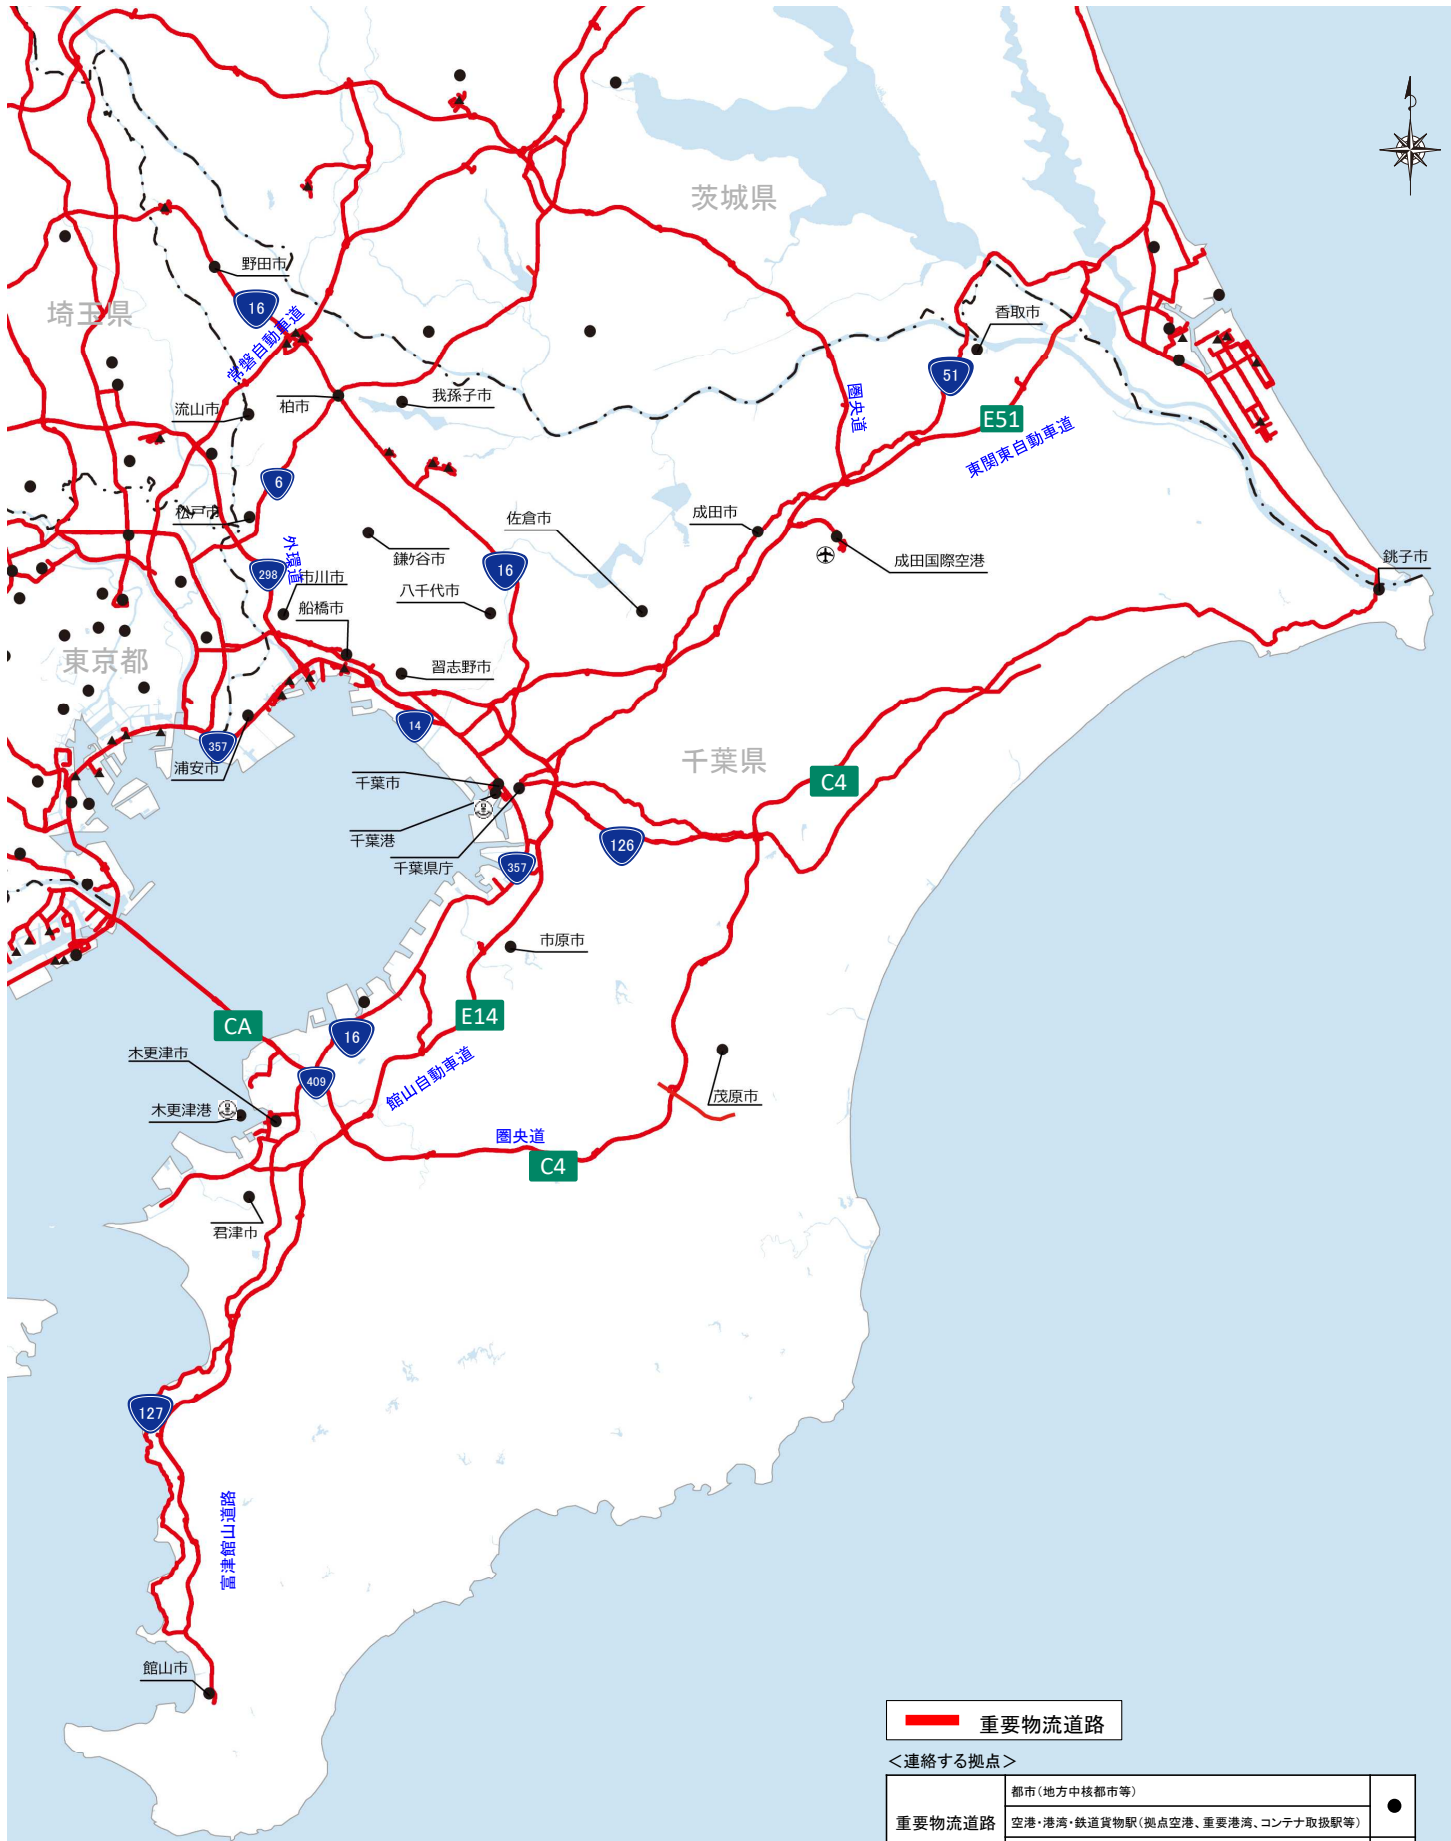 茨城県
野田市
16
埼玉県
常磐自動車道
香取市
51
圏央道
我孫子市
柏市
流山市
E51
東関東自動車道
6
松戸市
佐倉市
成田市
外環道
鎌ケ谷市
成田国際空港
銚子市
298
市川市
16
八千代市
船橋市
東京都
習志野市
14
357
浦安市
千葉県
千葉市
C4
千葉港
126
千葉県庁
357
市原市
E14
CA
16
木更津市
409
館山自動車道
茂原市
木更津港
圏央道
C4
君津市
127
富津館山道路
館山市
重要物流道路
＜連絡する拠点＞
都市(地方中核都市等)
重要物流道路
空港・港湾・鉄道貨物駅(拠点空港、重要港湾、コンテナ取扱駅等)